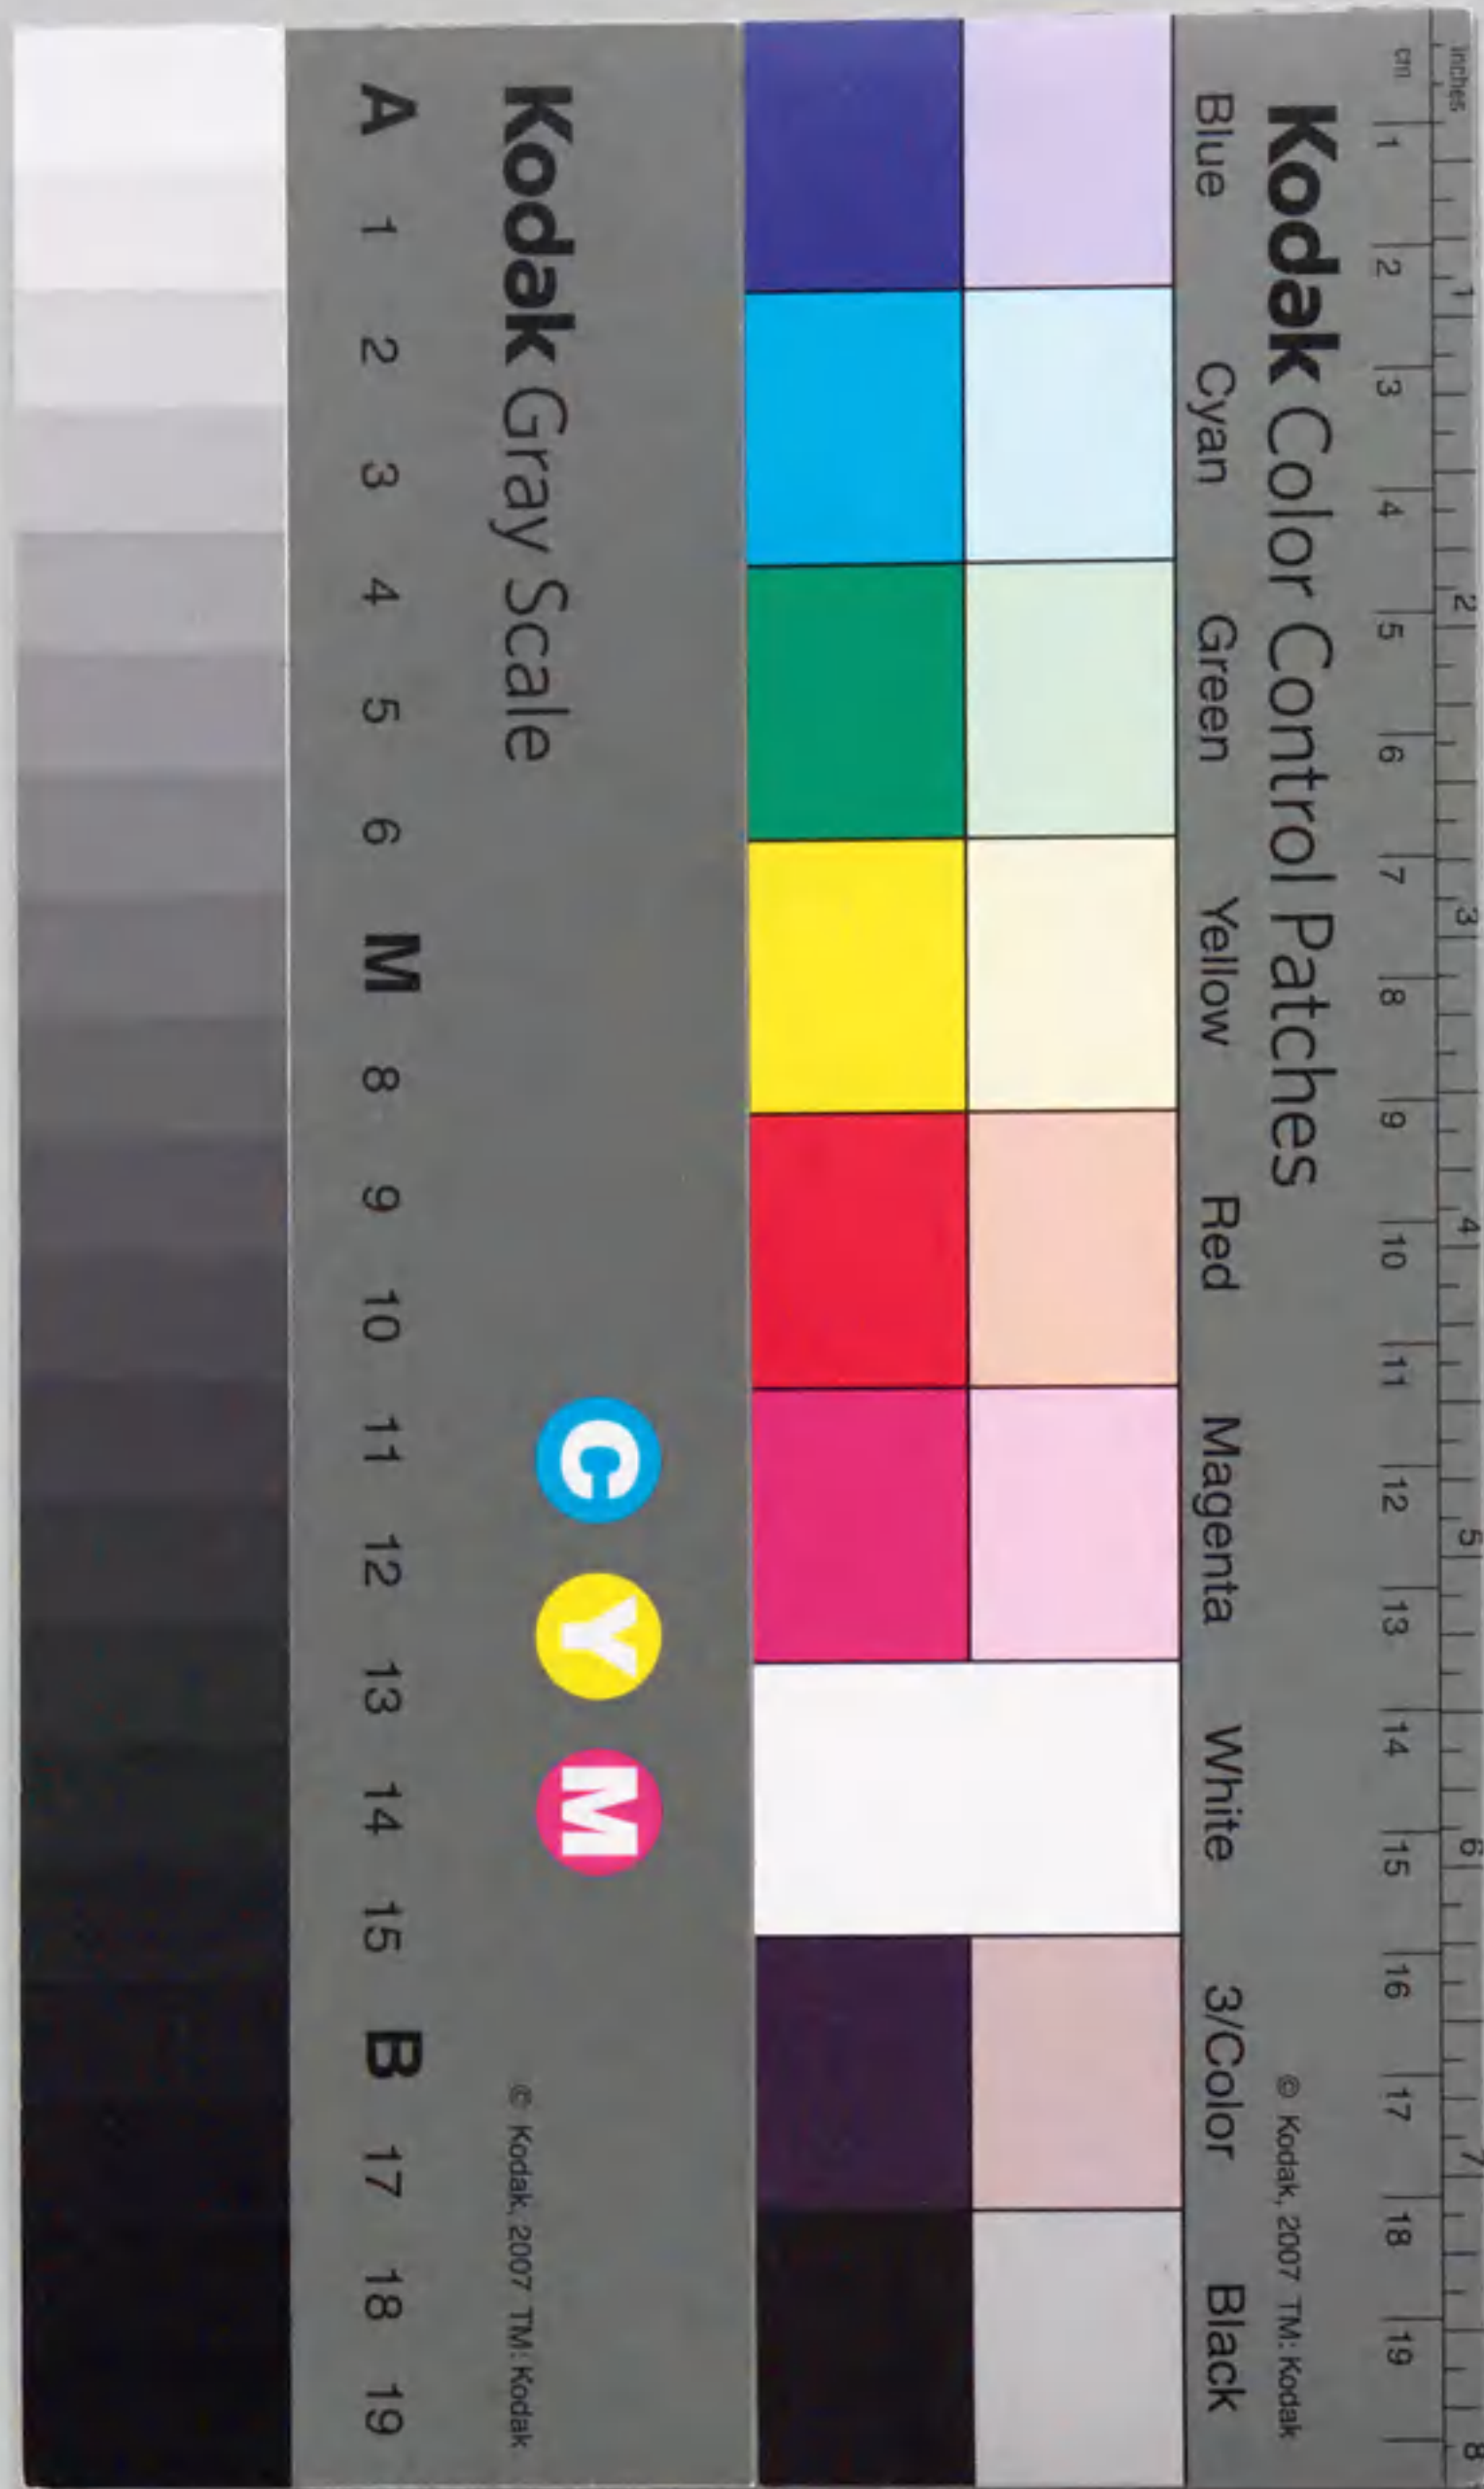 inches 1 2 3 4 5 6 7 8
cm 1 2 3 4 5 6 7 8 9 10 11 12 13 14 15 16 17 18 19
Kodak Color Control Patches © Kodak, 2007 TM: Kodak
Blue Cyan Green Yellow Red Magenta White 3/Color Black
C Y M
Kodak Gray Scale © Kodak, 2007 TM: Kodak
A 1 2 3 4 5 6 M 8 9 10 11 12 13 14 15 B 17 18 19